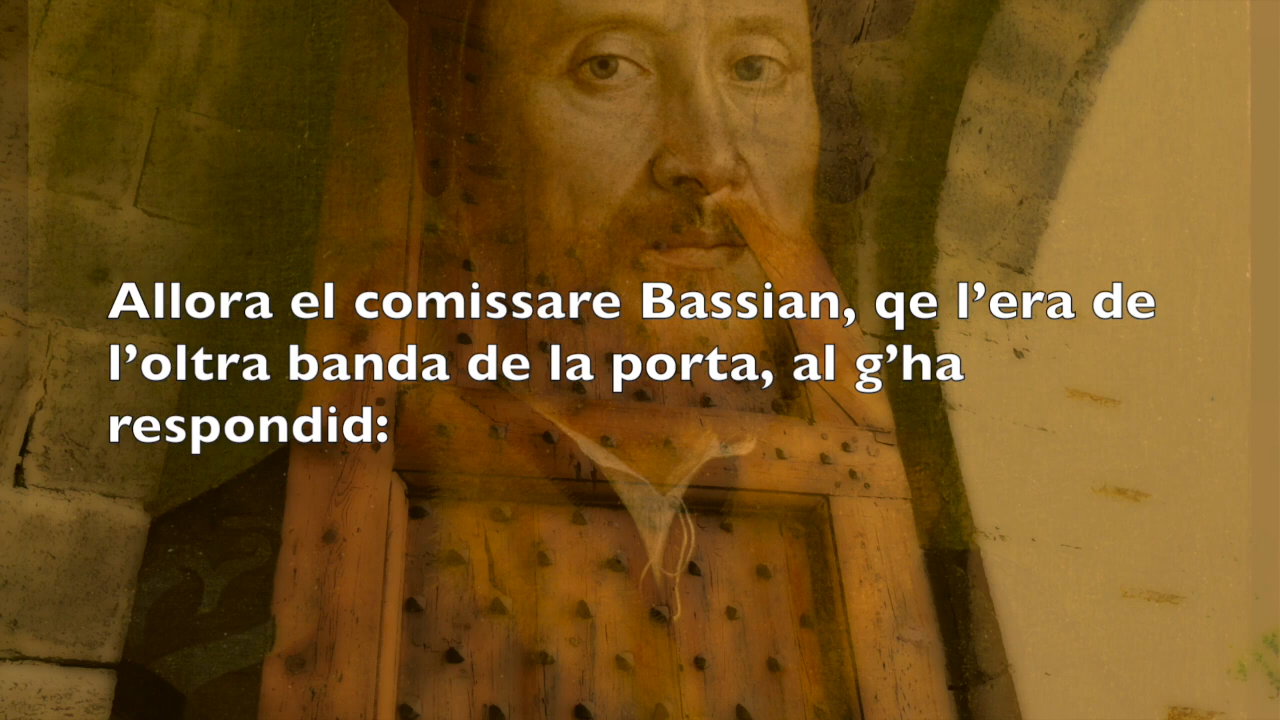 Allora el comissare Bassian, qe l’era de
l’oltra banda de la porta, al g’ha
respondid: